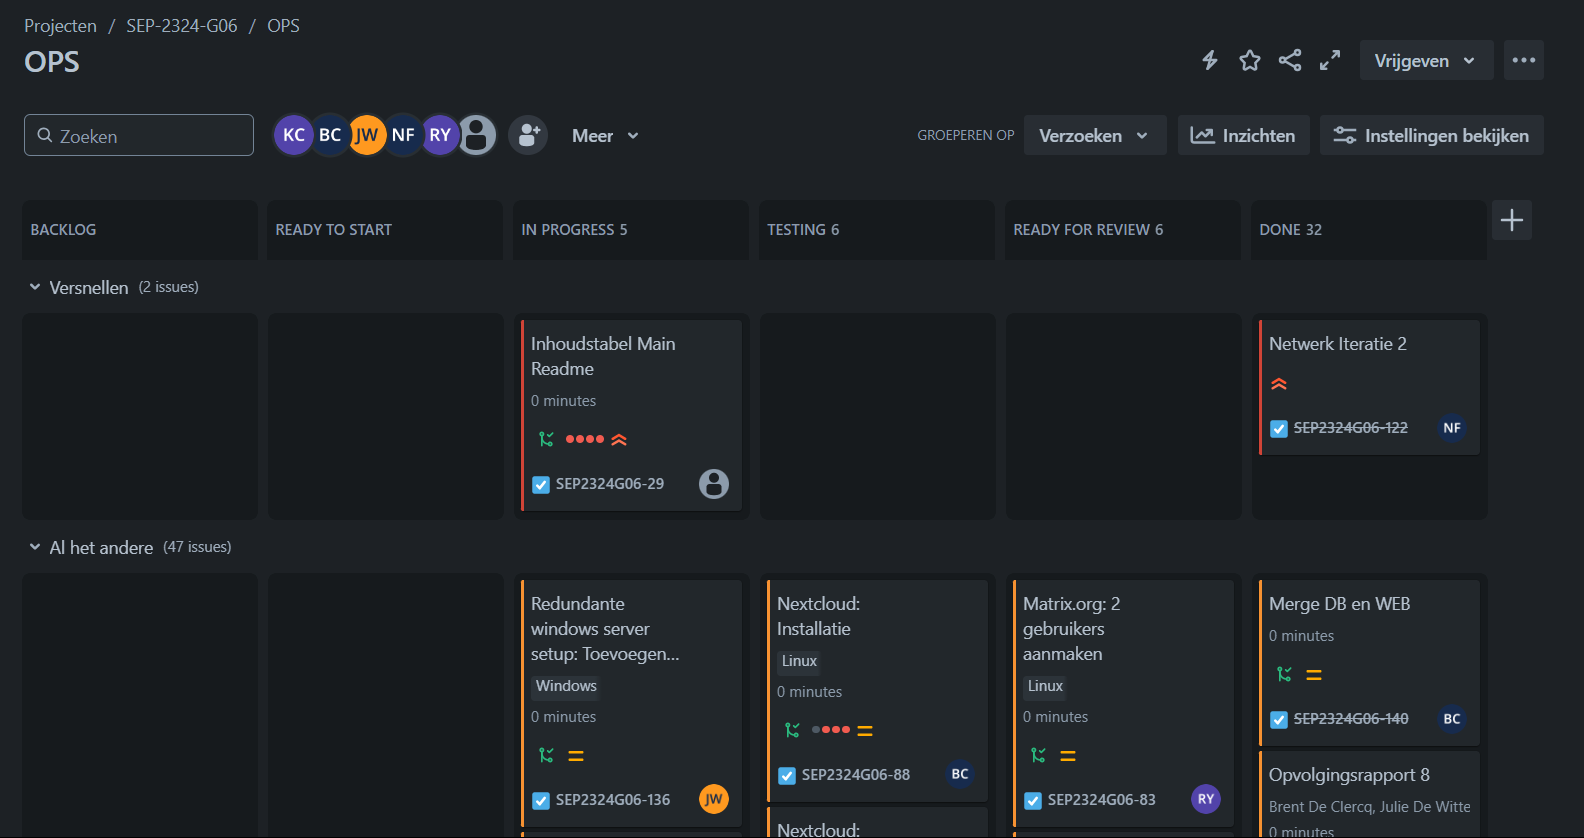 Projecten / SEP-2324-G06 / OPS
OPS
Vrijgeven
Zoeken
KC BC JW NF RY
Meer
GROEPEREN OP
Verzoeken
Inzichten
Instellingen bekijken
BACKLOG
READY TO START
IN PROGRESS 5
TESTING 6
READY FOR REVIEW 6
DONE 32
Versnellen (2 issues)
Inhoudstabel Main
Readme
0 minutes
SEP2324G06-29
Netwerk Iteratie 2
SEP2324G06-122
NF
Al het andere (47 issues)
Redundante
windows server
setup: Toevoegen...
Windows
0 minutes
SEP2324G06-136
JW
Nextcloud:
Installatie
Linux
0 minutes
SEP2324G06-88
BC
Nextcloud:
Matrix.org: 2
gebruikers
aanmaken
Linux
0 minutes
SEP2324G06-83
RY
Merge DB en WEB
0 minutes
SEP2324G06-140
BC
Opvolgingsrapport 8
Brent De Clercq, Julie De Witte
0 minutes